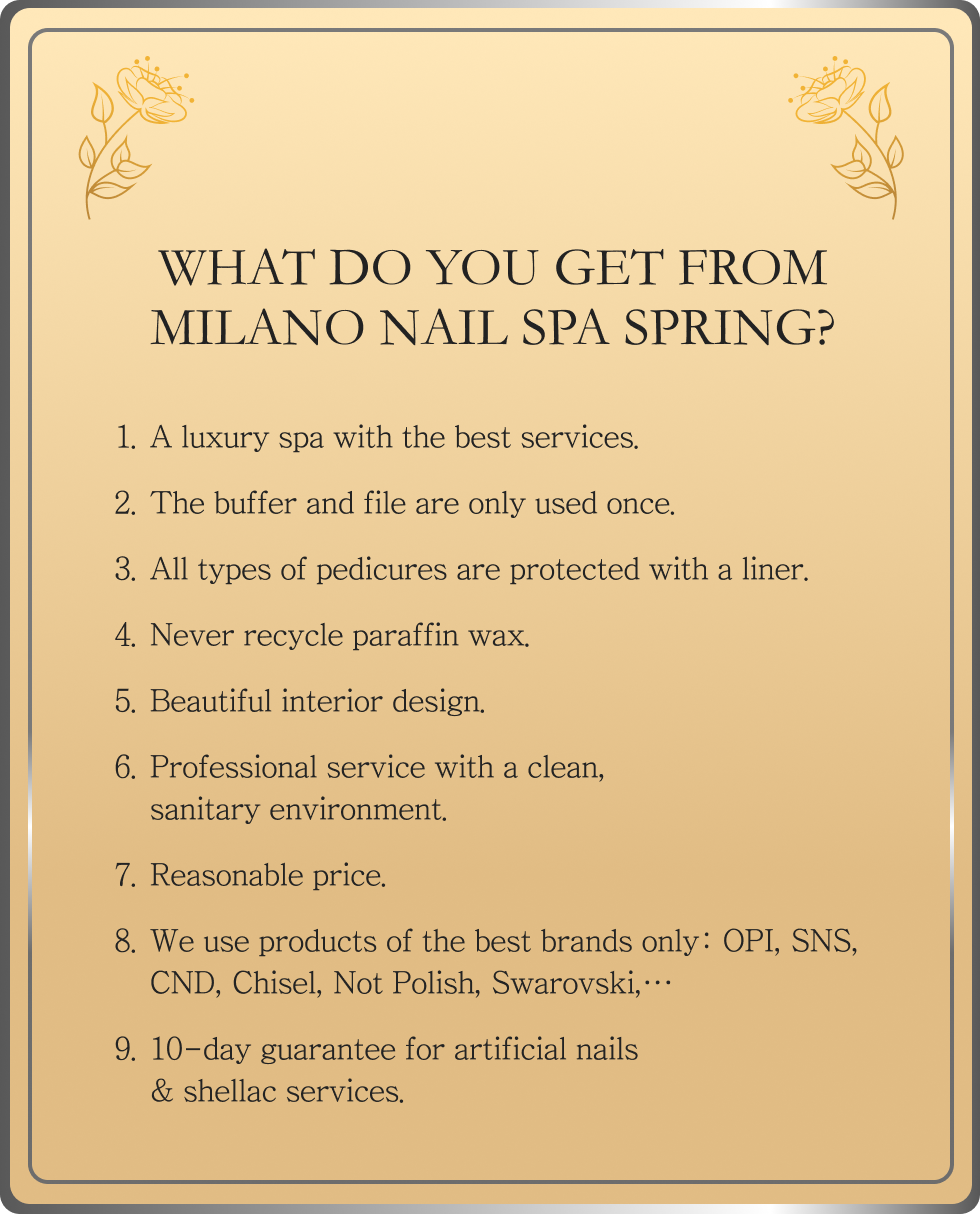 WHAT DO YOU GET FROM
MILANO NAIL SPA SPRING?
1. A luxury spa with the best services.
2. The buffer and file are only used once.
3. All types of pedicures are protected with a liner.
4. Never recycle paraffin wax.
5. Beautiful interior design.
6. Professional service with a clean,
sanitary environment.
7. Reasonable price.
8. We use products of the best brands only: OPI, SNS,
CND, Chisel, Not Polish, Swarovski,⋯
9. 10-day guarantee for artificial nails
& shellac services.